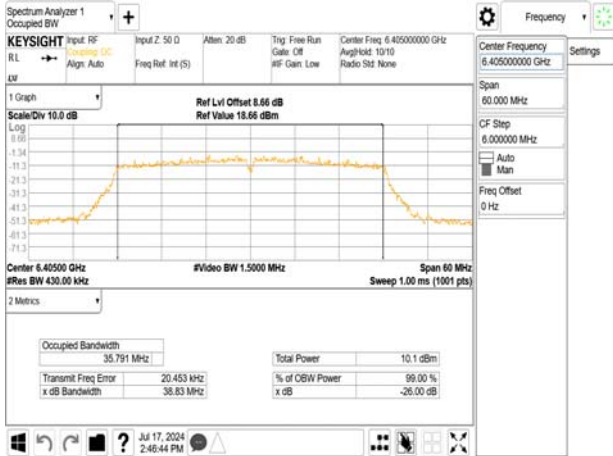 Spectrum Analyzer 1
Occupied BW
KEYSIGHT
RL
Input: RF
Coupling: DC
Align: Auto
Input Z: 50 Ω
Freq Ref: Int (S)
Atten: 20 dB
Trig: Free Run
Gate: Off
#IF Gain: Low
Center Freq: 6.405000000 GHz
Avg|Hold: 10/10
Radio Std: None
1 Graph
Scale/Div 10.0 dB
Ref Lvl Offset 8.66 dB
Ref Value 18.66 dBm
Log
8.66
-1.34
-11.3
-21.3
-31.3
-41.3
-51.3
-61.3
-71.3
Center 6.40500 GHz
#Res BW 430.00 kHz
#Video BW 1.5000 MHz
Span 60 MHz
Sweep 1.00 ms (1001 pts)
2 Metrics
Occupied Bandwidth
35.791 MHz
Transmit Freq Error
20.453 kHz
x dB Bandwidth
38.83 MHz
Total Power
10.1 dBm
% of OBW Power
99.00 %
x dB
-26.00 dB
?
Jul 17, 2024
2:46:44 PM
Frequency
Center Frequency
6.405000000 GHz
Span
60.000 MHz
CF Step
6.000000 MHz
Auto
Man
Freq Offset
0 Hz
Settings